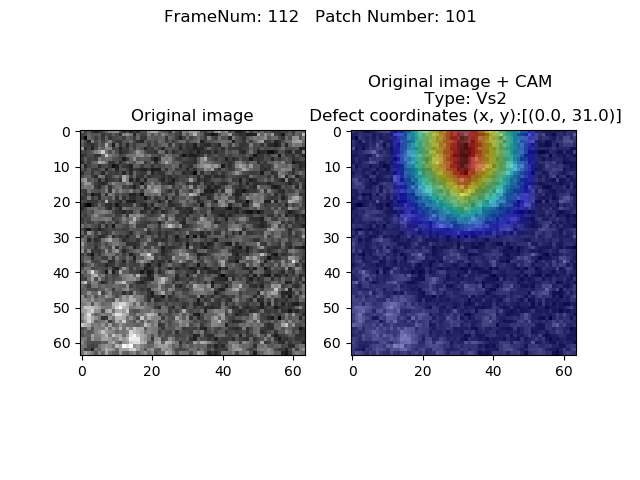 FrameNum: 112   Patch Number: 101
Original image
0
10
20
30
40
50
60
0 20 40 60
Original image + CAM
Type: Vs2
Defect coordinates (x, y):[(0.0, 31.0)]
0
10
20
30
40
50
60
0 20 40 60